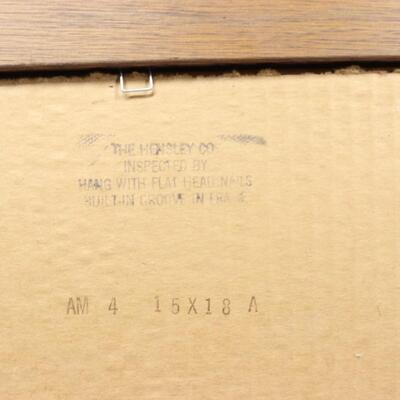 THE HENSLEY CO
INSPECTED BY
HANG WITH FLAT HEAD NAILS
BUILT-IN GROOVE IN FRAME
AM 4 15X18 A